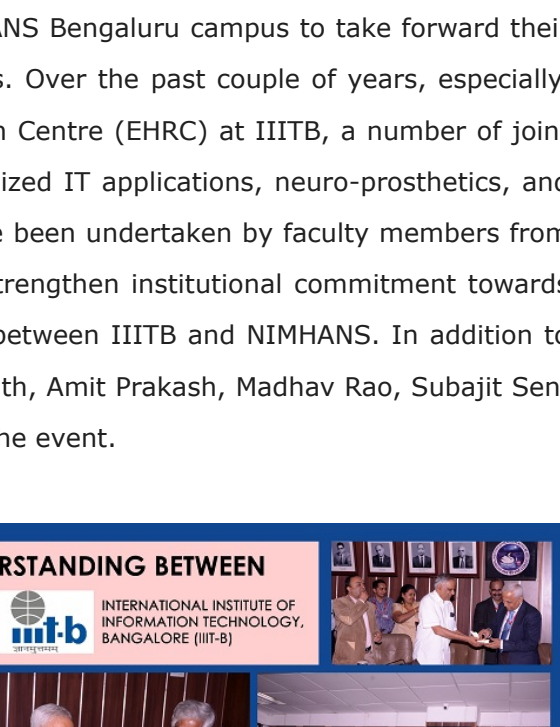 ANS Bengaluru campus to take forward thei
s. Over the past couple of years, especially
n Centre (EHRC) at IIITB, a number of join
ized IT applications, neuro-prosthetics, and
e been undertaken by faculty members from
trengthen institutional commitment towards
between IIITB and NIMHANS. In addition to
th, Amit Prakash, Madhav Rao, Subajit Sen
he event.
RSTANDING BETWEEN
iiit-b
ज्ञानमुत्तमम्
INTERNATIONAL INSTITUTE OF
INFORMATION TECHNOLOGY,
BANGALORE (IIIT-B)